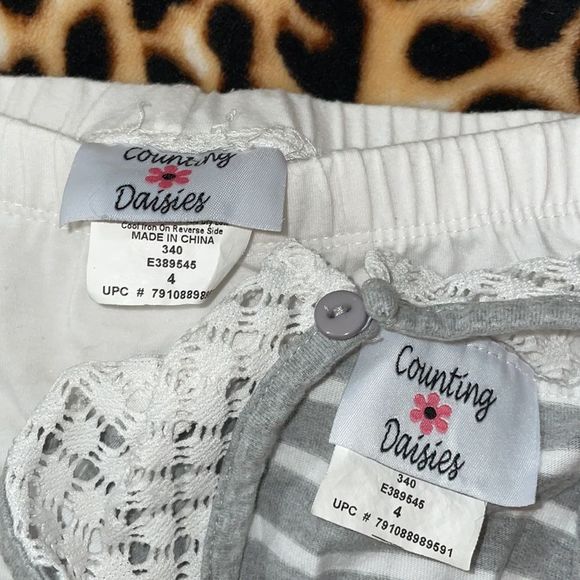 Counting
Daisies
Cool Iron On Reverse Side
MADE IN CHINA
340
E389545
4
UPC #
Counting
Daisies
340
E389545
4
UPC # 791088989591